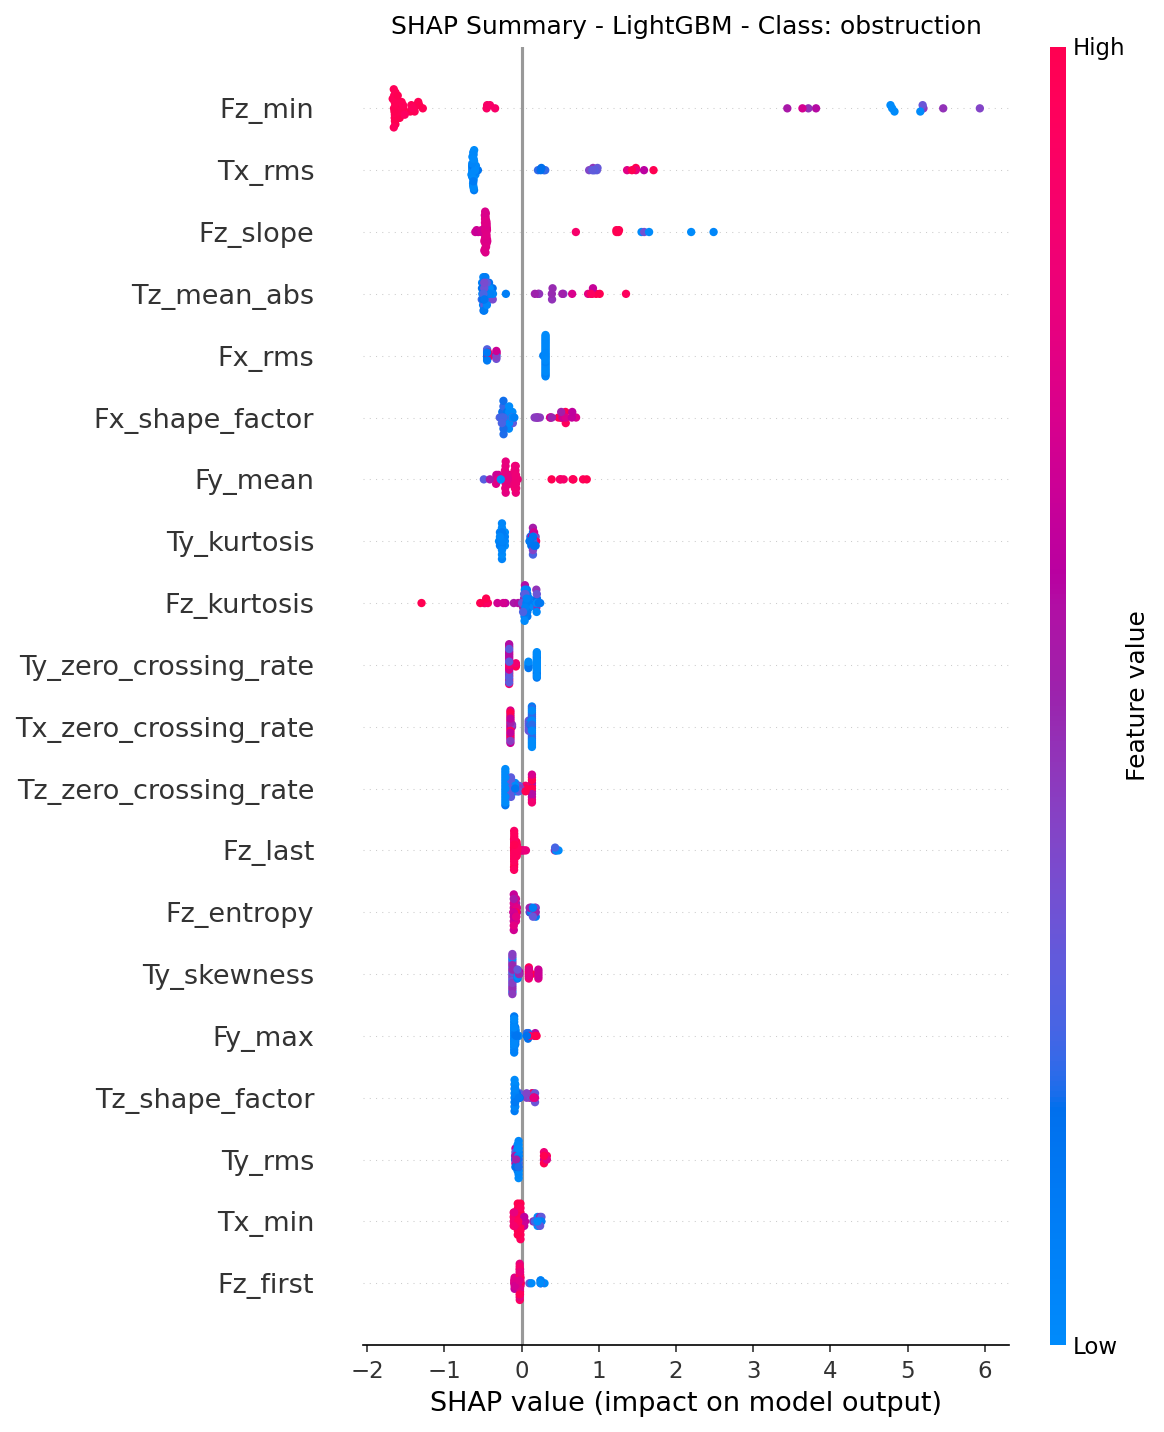 SHAP Summary - LightGBM - Class: obstruction
High
Fz_min
Tx_rms
Fz_slope
Tz_mean_abs
Fx_rms
Fx_shape_factor
Fy_mean
Ty_kurtosis
Fz_kurtosis
Ty_zero_crossing_rate
Tx_zero_crossing_rate
Tz_zero_crossing_rate
Fz_last
Fz_entropy
Ty_skewness
Fy_max
Tz_shape_factor
Ty_rms
Tx_min
Fz_first
Feature value
Low
−2 −1 0 1 2 3 4 5 6
SHAP value (impact on model output)